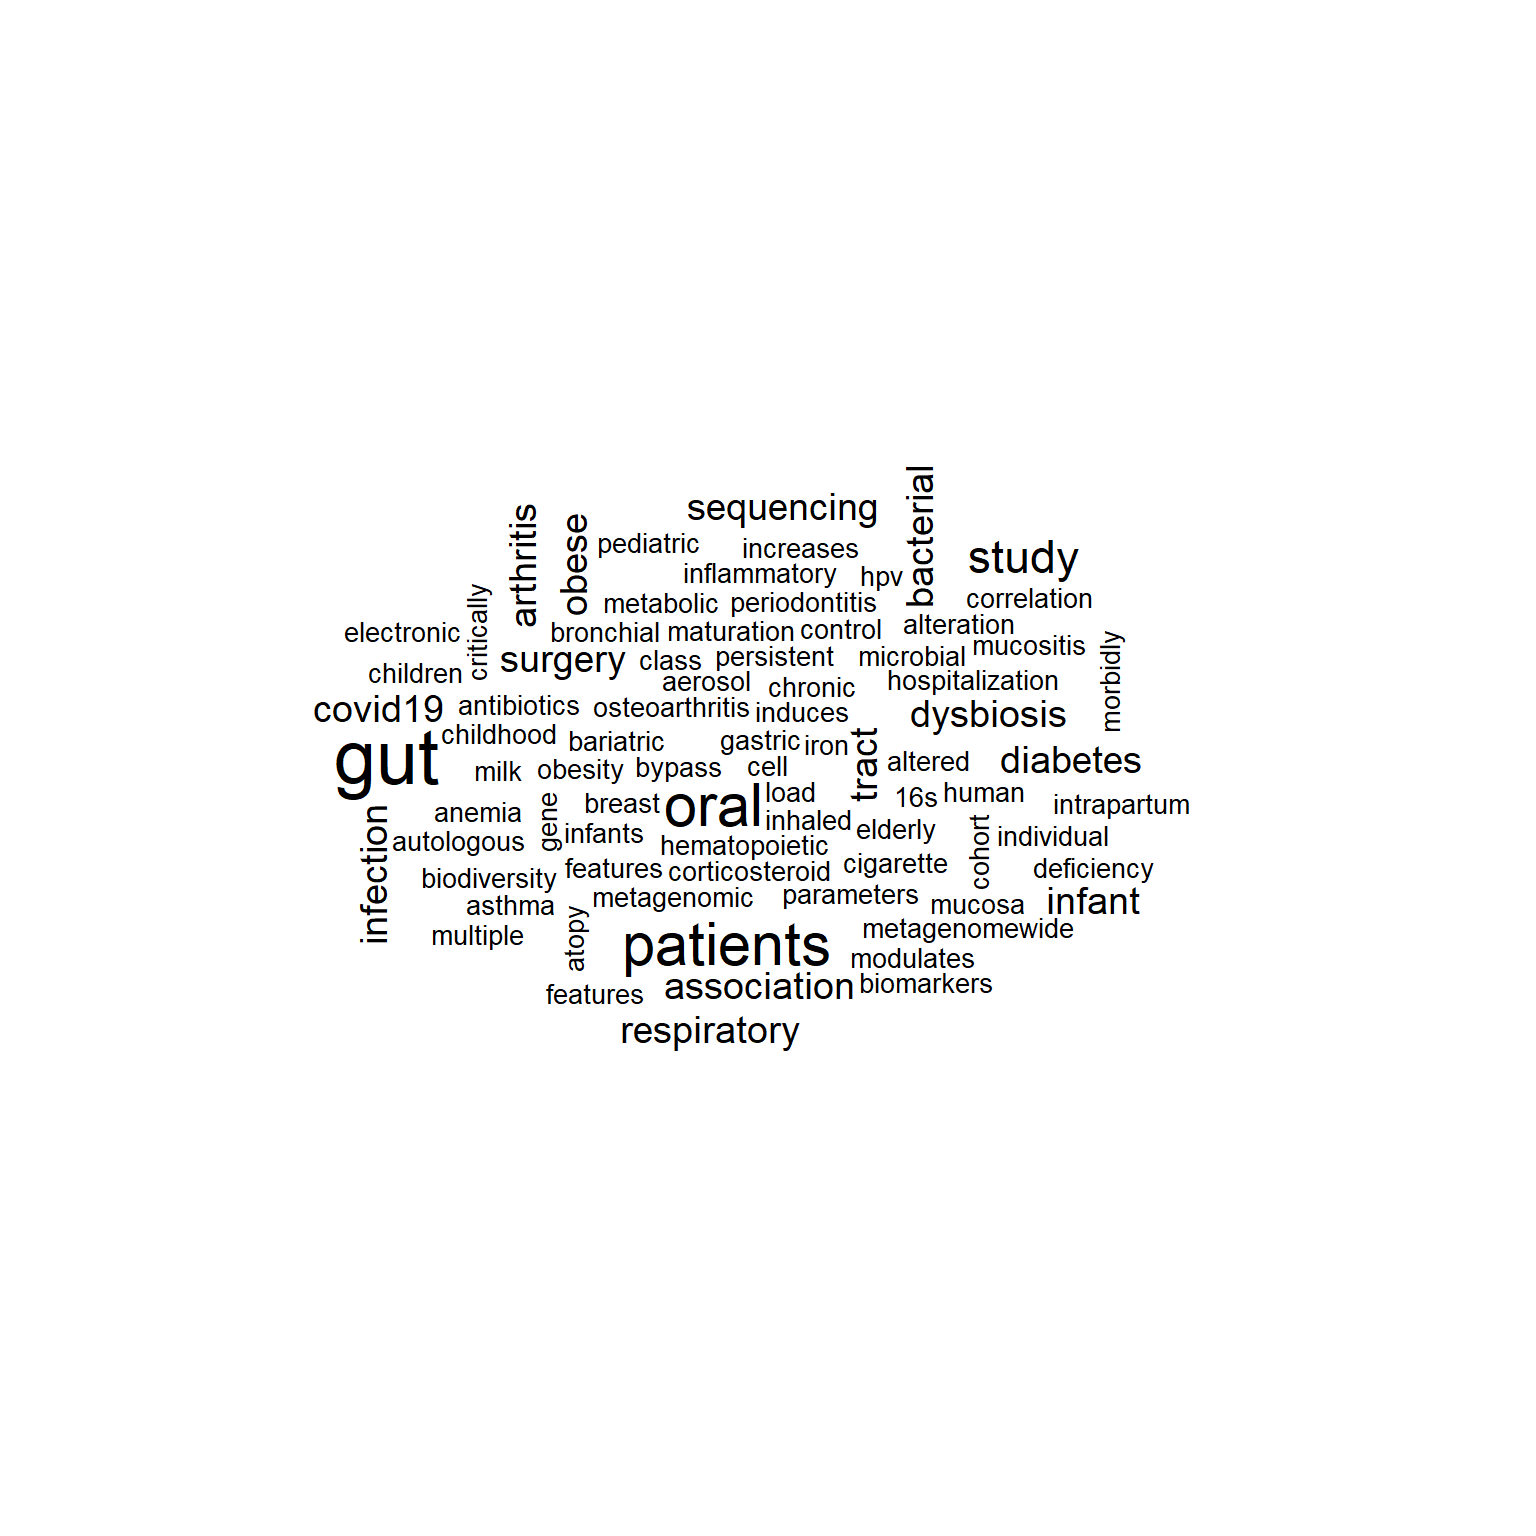 sequencing
bacterial
arthritis
obese
pediatric
increases
study
inflammatory
hpv
critically
metabolic
periodontitis
correlation
electronic
bronchial
maturation
control
alteration
mucositis
morbidly
surgery
class
persistent
microbial
children
aerosol
chronic
hospitalization
covid19
antibiotics
osteoarthritis
induces
dysbiosis
childhood
bariatric
gastric
iron
tract
gut
milk
obesity
bypass
cell
altered
diabetes
anemia
gene
breast
oral
load
16s
human
intrapartum
infection
autologous
infants
inhaled
elderly
cohort
individual
hematopoietic
biodiversity
features
corticosteroid
cigarette
deficiency
asthma
metagenomic
parameters
mucosa
infant
multiple
atopy
patients
metagenomewide
modulates
features
association
biomarkers
respiratory